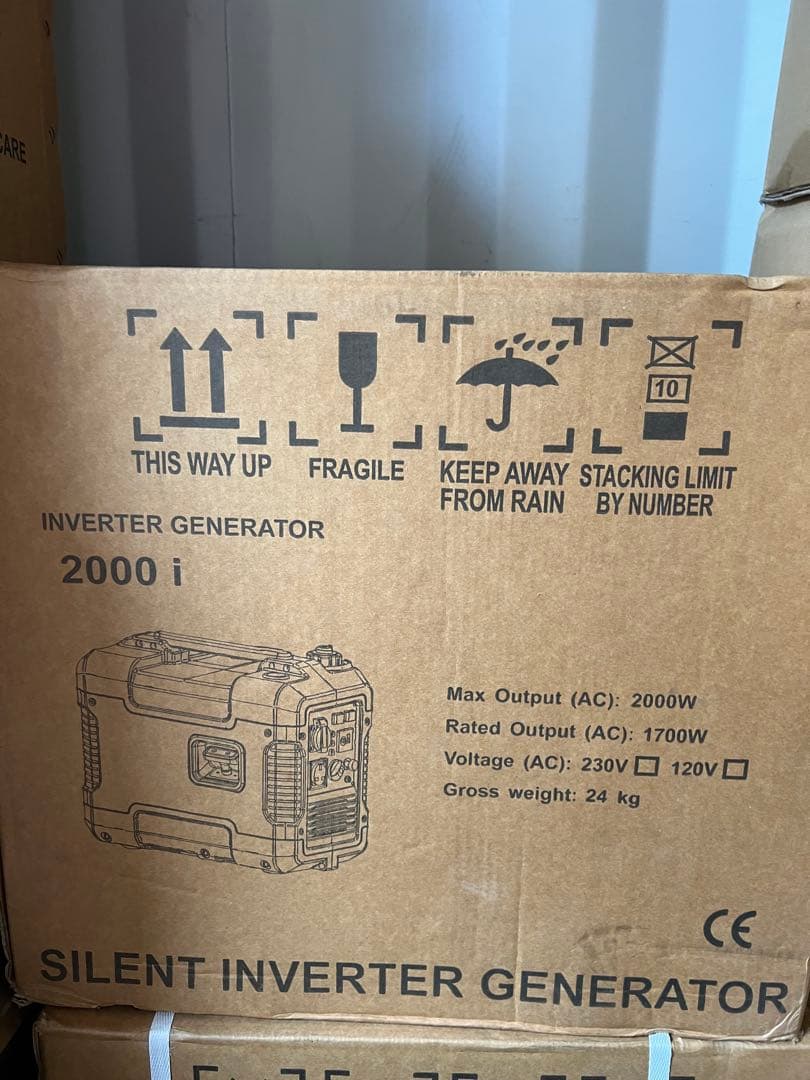 CARE
10
THIS WAY UP
FRAGILE
KEEP AWAY
FROM RAIN
STACKING LIMIT
BY NUMBER
INVERTER GENERATOR
2000 i
Max Output (AC): 2000W
Rated Output (AC): 1700W
Voltage (AC): 230V□ 120V□
Gross weight: 24 kg
CE
SILENT INVERTER GENERATOR